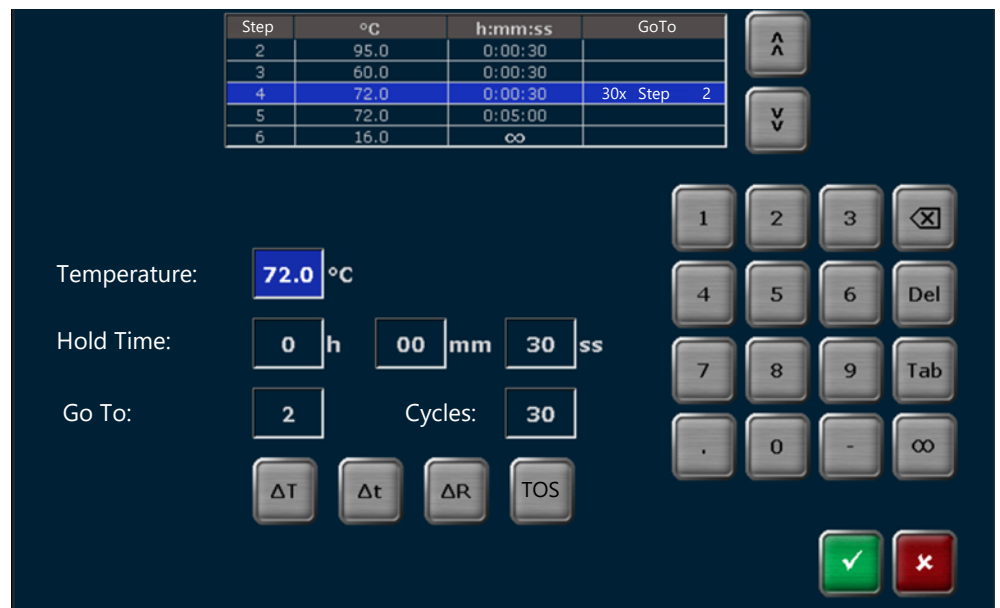 Step °C h:mm:ss GoTo
2 95.0 0:00:30
3 60.0 0:00:30
4 72.0 0:00:30 30x Step 2
5 72.0 0:05:00
6 16.0 ∞
1 2 3
Temperature: 72.0 °C
4 5 6 Del
Hold Time: 0 h 00 mm 30 ss
7 8 9 Tab
Go To: 2 Cycles: 30
. 0 - ∞
ΔT Δt ΔR TOS